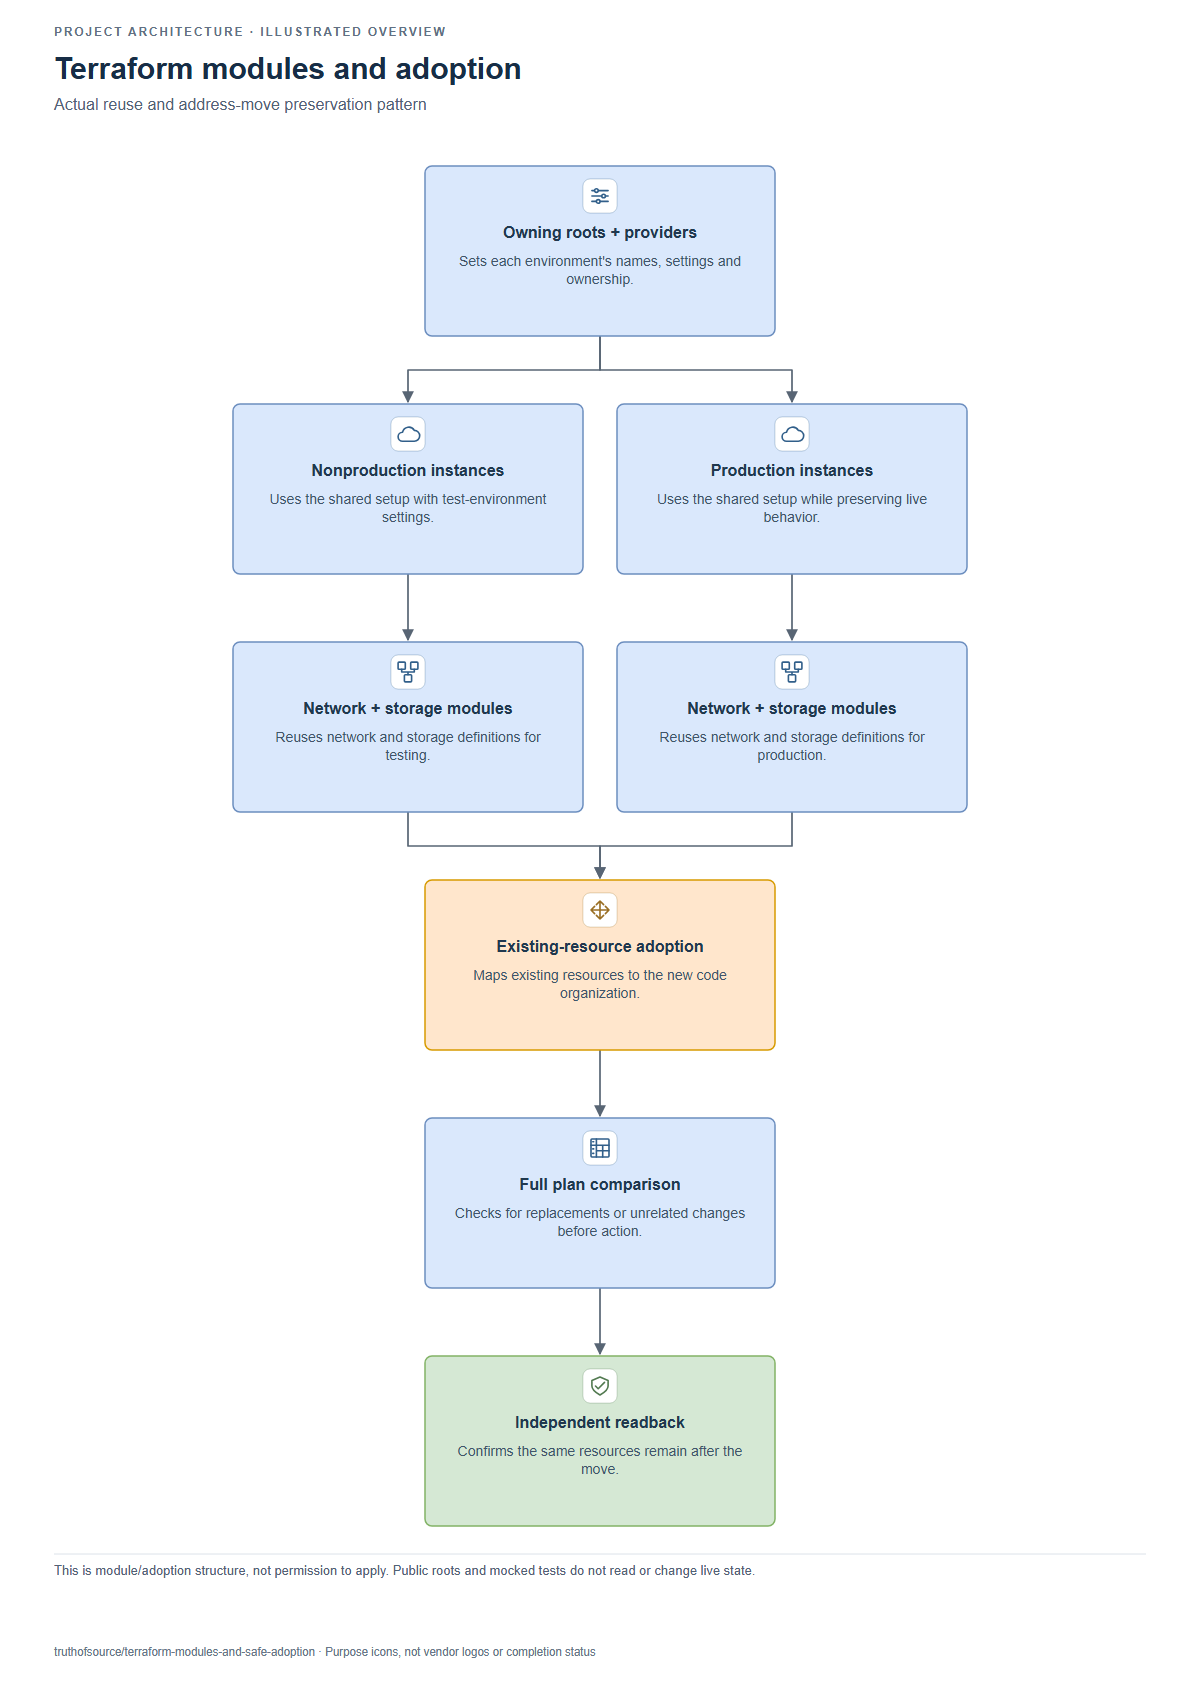 PROJECT ARCHITECTURE · ILLUSTRATED OVERVIEW
Terraform modules and adoption
Actual reuse and address-move preservation pattern
Owning roots + providers
Sets each environment's names, settings and
ownership.
Nonproduction instances
Uses the shared setup with test-environment
settings.
Production instances
Uses the shared setup while preserving live
behavior.
Network + storage modules
Reuses network and storage definitions for
testing.
Network + storage modules
Reuses network and storage definitions for
production.
Existing-resource adoption
Maps existing resources to the new code
organization.
Full plan comparison
Checks for replacements or unrelated changes
before action.
Independent readback
Confirms the same resources remain after the
move.
This is module/adoption structure, not permission to apply. Public roots and mocked tests do not read or change live state.
truthofsource/terraform-modules-and-safe-adoption · Purpose icons, not vendor logos or completion status